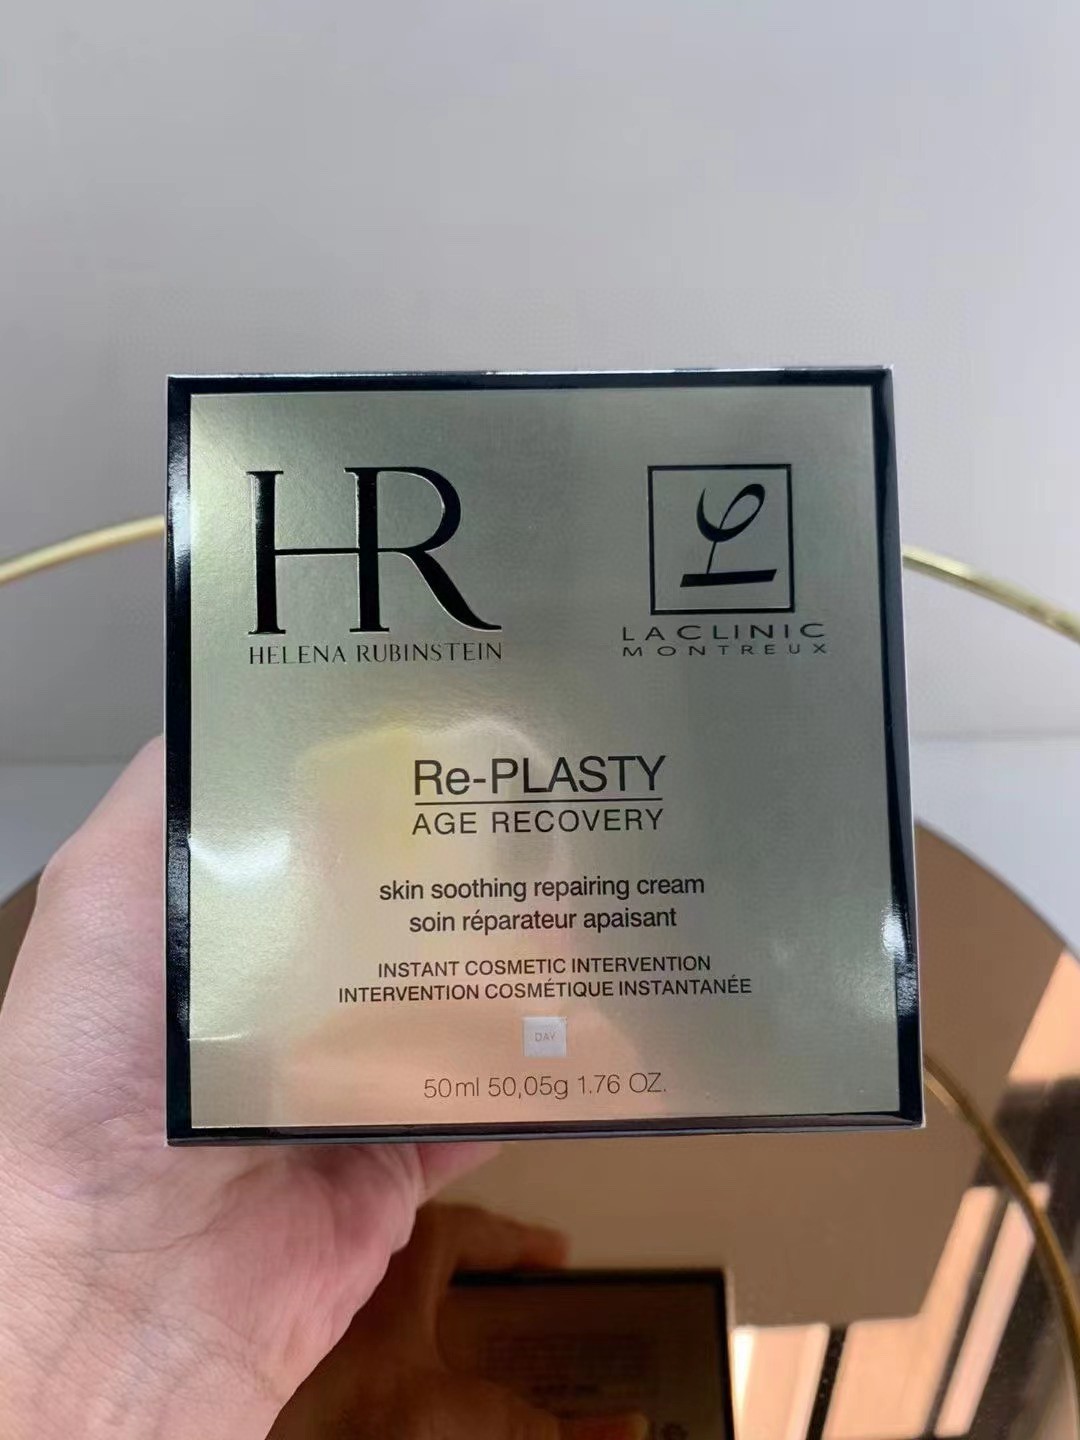 HR
HELENA RUBINSTEIN
LACLINIC
MONTREUX
Re-PLASTY
AGE RECOVERY
skin soothing repairing cream
soin réparateur apaisant
INSTANT COSMETIC INTERVENTION
INTERVENTION COSMÉTIQUE INSTANTANÉE
DAY
50ml 50,05g 1.76 OZ.